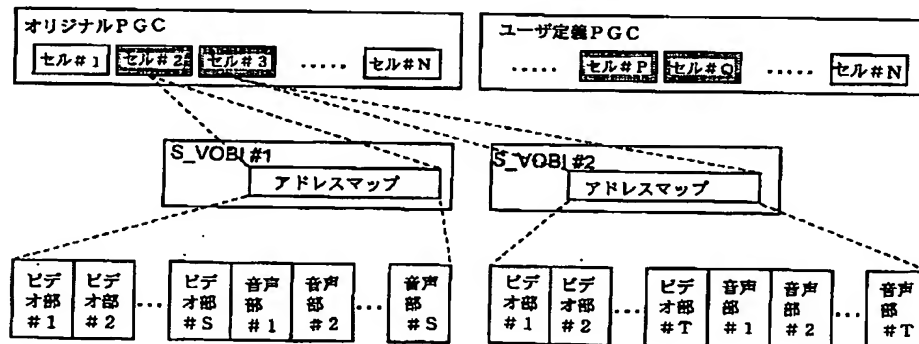 オリジナルPGC
セル#1 セル#2 セル#3 ····· セル#N
ユーザ定義PGC
····· セル#P セル#Q ····· セル#N
S_VOBI #1
アドレスマップ
S_VOBI #2
アドレスマップ
ビデオ部#1 ビデオ部#2 ··· ビデオ部#S 音声部#1 音声部#2 ··· 音声部#S
ビデオ部#1 ビデオ部#2 ··· ビデオ部#T 音声部#1 音声部#2 ··· 音声部#T